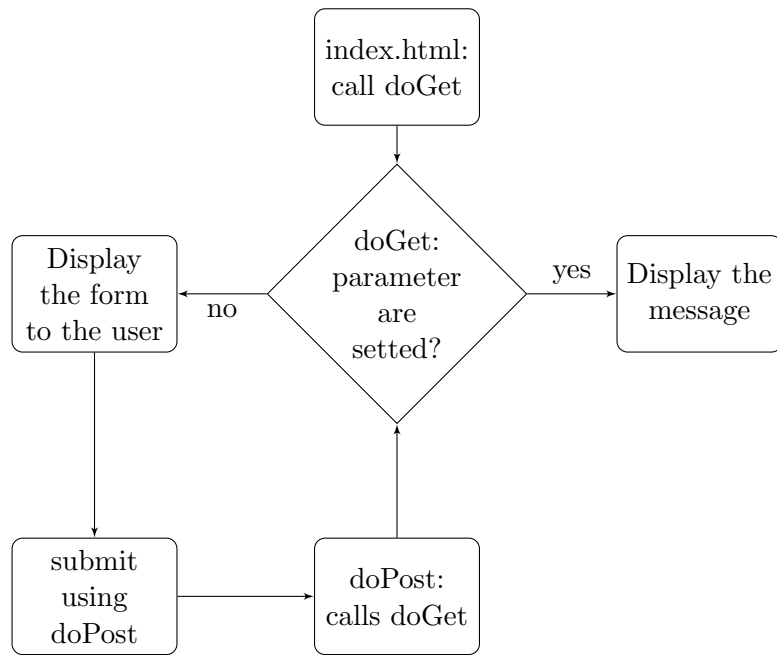 index.html:
call doGet
doGet:
parameter
are
setted?
Display
the form
to the user
no
yes
Display the
message
submit
using
doPost
doPost:
calls doGet